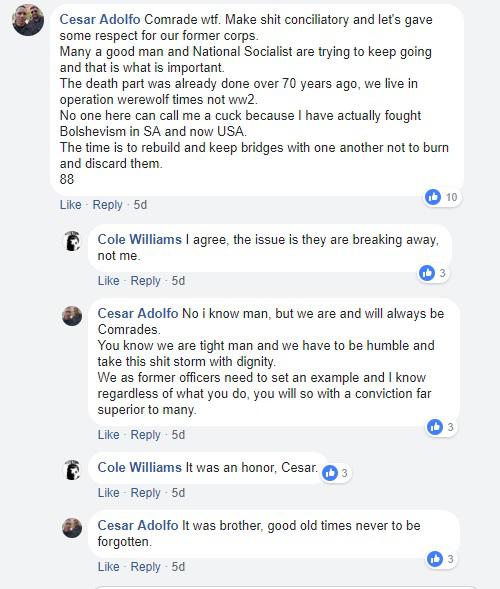 Cesar Adolfo Comrade wtf. Make shit conciliatory and let's gave
some respect for our former corps.
Many a good man and National Socialist are trying to keep going
and that is what is important.
The death part was already done over 70 years ago, we live in
operation werewolf times not ww2.
No one here can call me a cuck because I have actually fought
Bolshevism in SA and now USA.
The time is to rebuild and keep bridges with one another not to burn
and discard them.
88
10
Like · Reply · 5d
Cole Williams I agree, the issue is they are breaking away,
not me.
3
Like · Reply · 5d
Cesar Adolfo No i know man, but we are and will always be
Comrades.
You know we are tight man and we have to be humble and
take this shit storm with dignity.
We as former officers need to set an example and I know
regardless of what you do, you will so with a conviction far
superior to many.
3
Like · Reply · 5d
Cole Williams It was an honor, Cesar.
3
Like · Reply · 5d
Cesar Adolfo It was brother, good old times never to be
forgotten.
3
Like · Reply · 5d